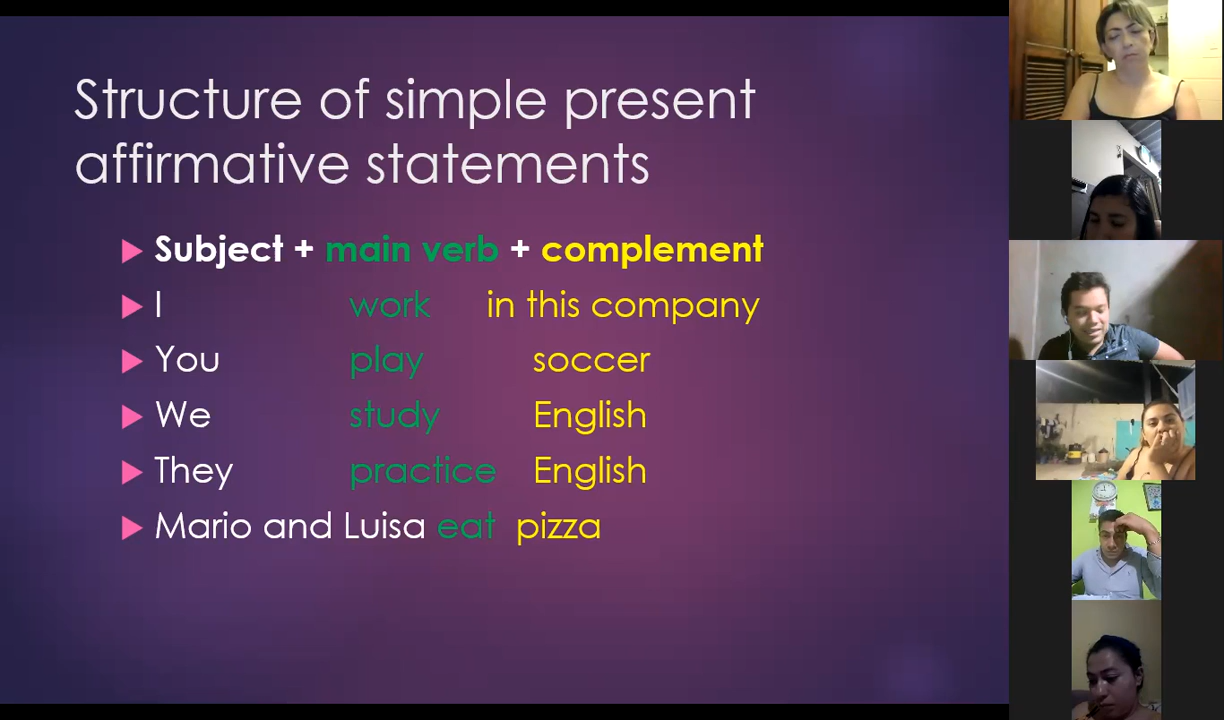 Structure of simple present
affirmative statements
Subject + main verb + complement
I work in this company
You play soccer
We study English
They practice English
Mario and Luisa eat pizza